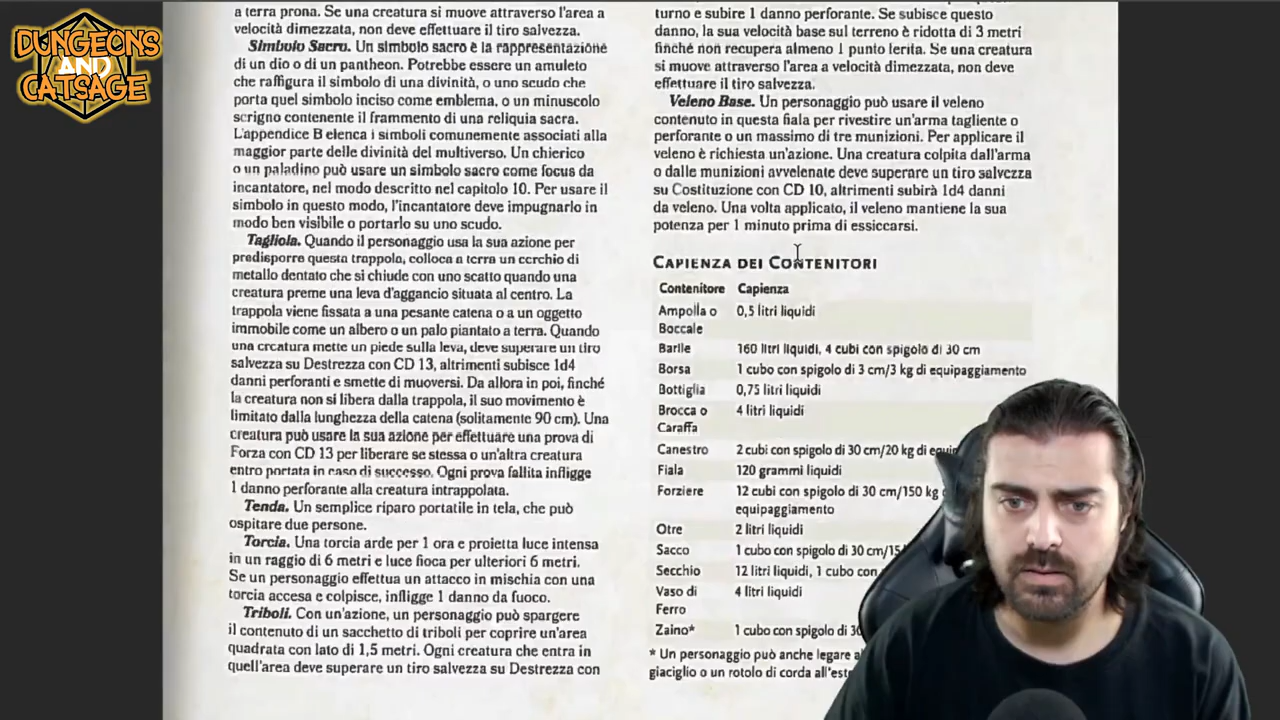 DUNGEONS
AND
CATSAGE
a terra prona. Se una creatura si muove attraverso l'area a
velocità dimezzata, non deve effettuare il tiro salvezza.
Simbolo Sacro. Un simbolo sacro è la rappresentazione
di un dio o di un pantheon. Potrebbe essere un amuleto
che raffigura il simbolo di una divinità, o uno scudo che
porta quel simbolo inciso come emblema, o un minuscolo
scrigno contenente il frammento di una reliquia sacra.
L'appendice B elenca i simboli comunemente associati alla
maggior parte delle divinità del multiverso. Un chierico
o un paladino può usare un simbolo sacro come focus da
incantatore, nel modo descritto nel capitolo 10. Per usare il
simbolo in questo modo, l'incantatore deve impugnarlo in
modo ben visibile o portarlo su uno scudo.
Tagliola. Quando il personaggio usa la sua azione per
predisporre questa trappola, colloca a terra un cerchio di
metallo dentato che si chiude con uno scatto quando una
creatura preme una leva d'aggancio situata al centro. La
trappola viene fissata a una pesante catena o a un oggetto
immobile come un albero o un palo piantato a terra. Quando
una creatura mette un piede sulla leva, deve superare un tiro
salvezza su Destrezza con CD 13, altrimenti subisce 1d4
danni perforanti e smette di muoversi. Da allora in poi, finché
la creatura non si libera dalla trappola, il suo movimento è
limitato dalla lunghezza della catena (solitamente 90 cm). Una
creatura può usare la sua azione per effettuare una prova di
Forza con CD 13 per liberare se stessa o un'altra creatura
entro portata in caso di successo. Ogni prova fallita infligge
1 danno perforante alla creatura intrappolata.
Tenda. Un semplice riparo portatile in tela, che può
ospitare due persone.
Torcia. Una torcia arde per 1 ora e proietta luce intensa
in un raggio di 6 metri e luce fioca per ulteriori 6 metri.
Se un personaggio effettua un attacco in mischia con una
torcia accesa e colpisce, infligge 1 danno da fuoco.
Triboli. Con un'azione, un personaggio può spargere
il contenuto di un sacchetto di triboli per coprire un'area
quadrata con lato di 1,5 metri. Ogni creatura che entra in
quell'area deve superare un tiro salvezza su Destrezza con
turno e subire 1 danno perforante. Se subisce questo
danno, la sua velocità base sul terreno è ridotta di 3 metri
finché non recupera almeno 1 punto ferita. Se una creatura
si muove attraverso l'area a velocità dimezzata, non deve
effettuare il tiro salvezza.
Veleno Base. Un personaggio può usare il veleno
contenuto in questa fiala per rivestire un'arma tagliente o
perforante o un massimo di tre munizioni. Per applicare il
veleno è richiesta un'azione. Una creatura colpita dall'arma
o dalle munizioni avvelenate deve superare un tiro salvezza
su Costituzione con CD 10, altrimenti subirà 1d4 danni
da veleno. Una volta applicato, il veleno mantiene la sua
potenza per 1 minuto prima di essiccarsi.
CAPIENZA DEI CONTENITORI
Contenitore Capienza
Ampolla o 0,5 litri liquidi
Boccale
Barile 160 litri liquidi, 4 cubi con spigolo di 30 cm
Borsa 1 cubo con spigolo di 3 cm/3 kg di equipaggiamento
Bottiglia 0,75 litri liquidi
Brocca o 4 litri liquidi
Caraffa
Canestro 2 cubi con spigolo di 30 cm/20 kg di
Fiala 120 grammi liquidi
Forziere 12 cubi con spigolo di 30 cm/150 kg
equipaggiamento
Otre 2 litri liquidi
Sacco 1 cubo con spigolo di 30
Secchio 12 litri liquidi, 1 cubo con
Vaso di 4 litri liquidi
Ferro
Zaino* 1 cubo con spigolo di
* Un personaggio può anche legare
giaciglio o un rotolo di corda